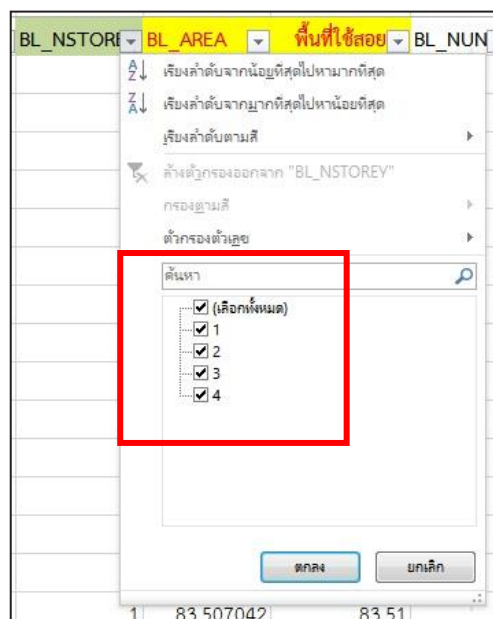 BL_NSTORE BL_AREA พื้นที่ใช้สอย BL_NUN
เรียงลำดับจากน้อยที่สุดไปหามากที่สุด
เรียงลำดับจากมากที่สุดไปหาน้อยที่สุด
เรียงลำดับตามสี
ล้างตัวกรองออกจาก "BL_NSTOREY"
กรองตามสี
ตัวกรองตัวเลข
ค้นหา
(เลือกทั้งหมด)
1
2
3
4
ตกลง ยกเลิก
1 83.507042 83.51